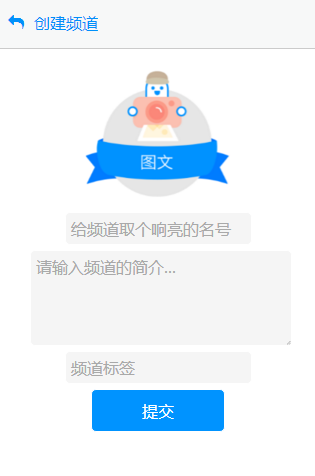 创建频道
图文
给频道取个响亮的名号
请输入频道的简介...
频道标签
提交